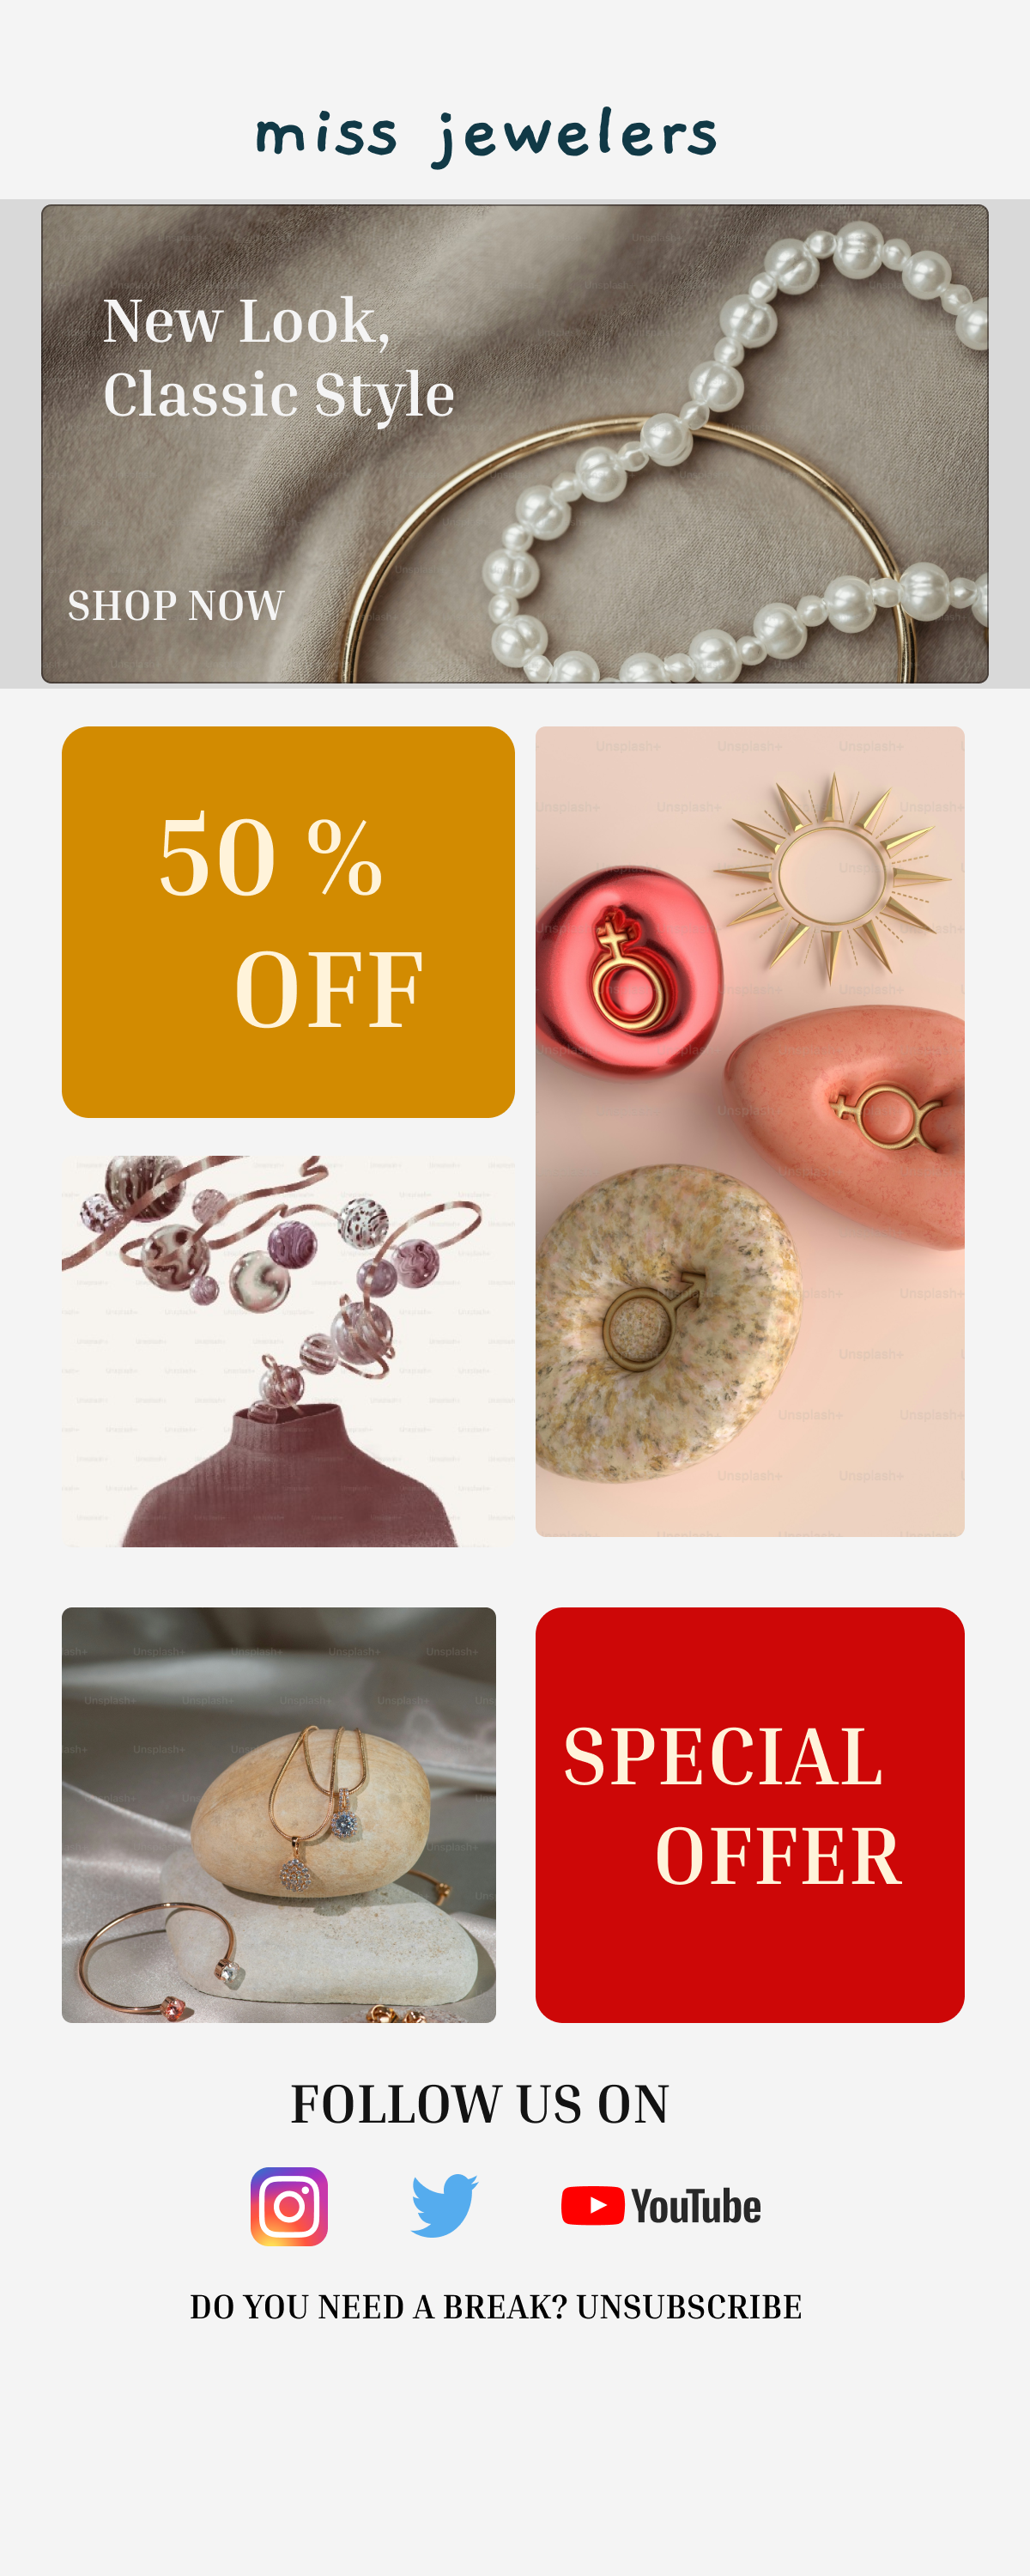 miss jewelers
New Look,
Classic Style
SHOP NOW
50 %
OFF
Unsplash+
SPECIAL
OFFER
FOLLOW US ON
YouTube
DO YOU NEED A BREAK? UNSUBSCRIBE